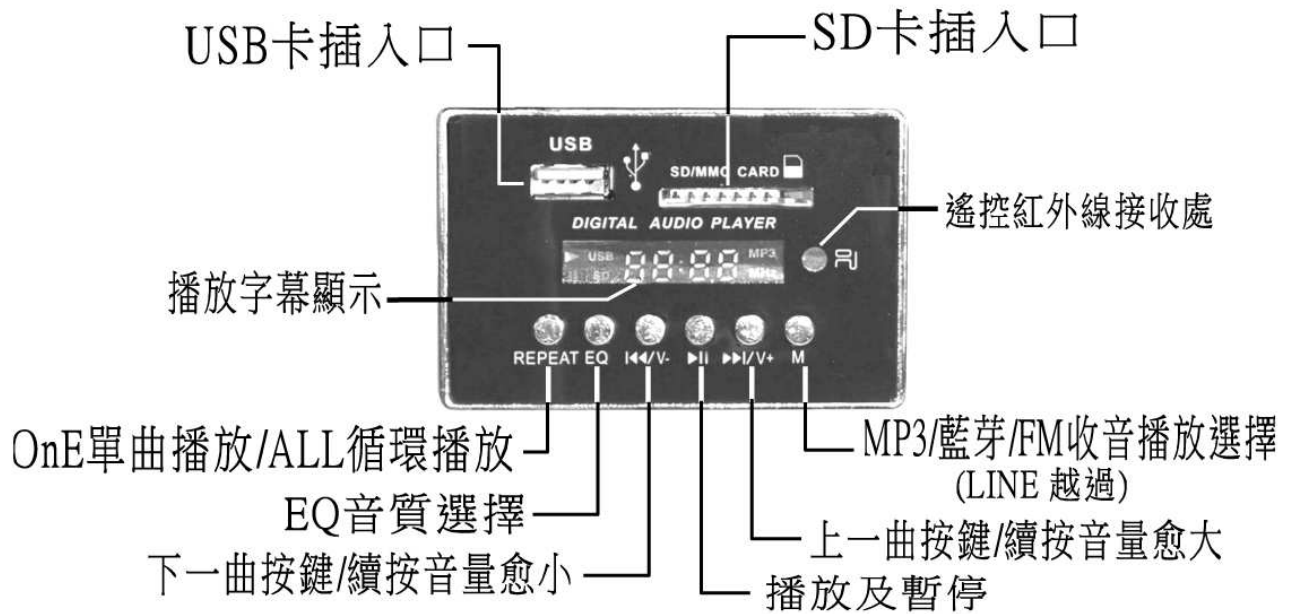 USB卡插入口
SD卡插入口
USB
SD/MMC CARD
遙控紅外線接收處
DIGITAL AUDIO PLAYER
USB
88:88
MP3
SD
MHz
播放字幕顯示
REPEAT EQ I◀◀/V- ▶II ▶▶I/V+ M
OnE單曲播放/ALL循環播放
MP3/藍芽/FM收音播放選擇
(LINE 越過)
EQ音質選擇
上一曲按鍵/續按音量愈大
下一曲按鍵/續按音量愈小
播放及暫停